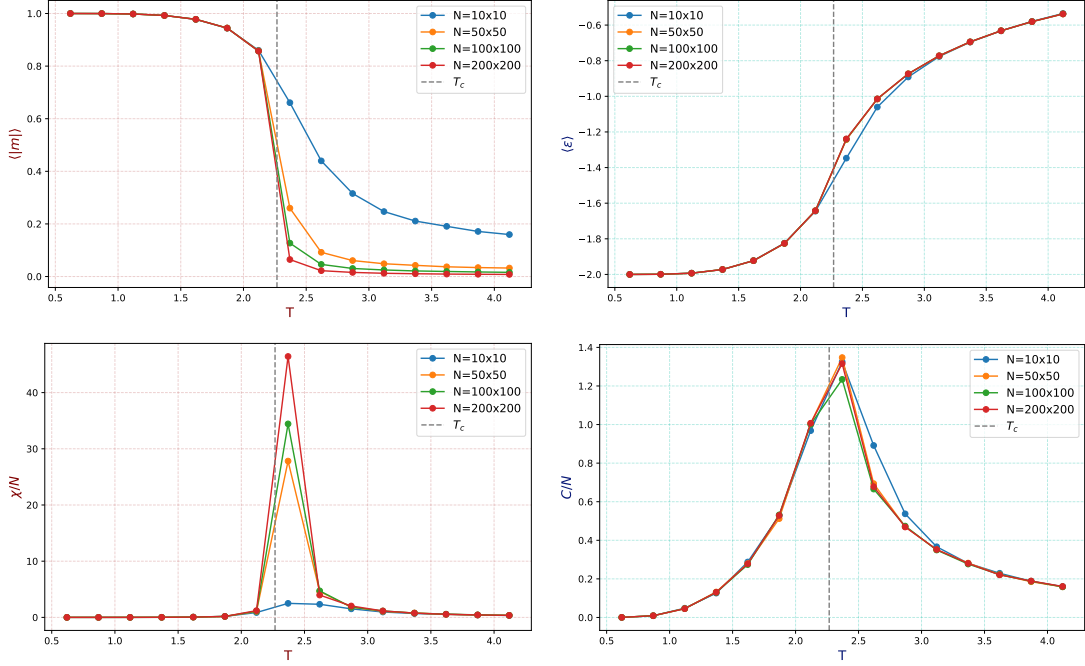 1.0
0.8
0.6
0.4
0.2
0.0
⟨|m|⟩
0.5 1.0 1.5 2.0 2.5 3.0 3.5 4.0
T
N=10x10
N=50x50
N=100x100
N=200x200
T_c
−0.6
−0.8
−1.0
−1.2
−1.4
−1.6
−1.8
−2.0
⟨ε⟩
0.5 1.0 1.5 2.0 2.5 3.0 3.5 4.0
T
N=10x10
N=50x50
N=100x100
N=200x200
T_c
40
30
20
10
0
χ/N
0.5 1.0 1.5 2.0 2.5 3.0 3.5 4.0
T
N=10x10
N=50x50
N=100x100
N=200x200
T_c
1.4
1.2
1.0
0.8
0.6
0.4
0.2
0.0
C/N
0.5 1.0 1.5 2.0 2.5 3.0 3.5 4.0
T
N=10x10
N=50x50
N=100x100
N=200x200
T_c